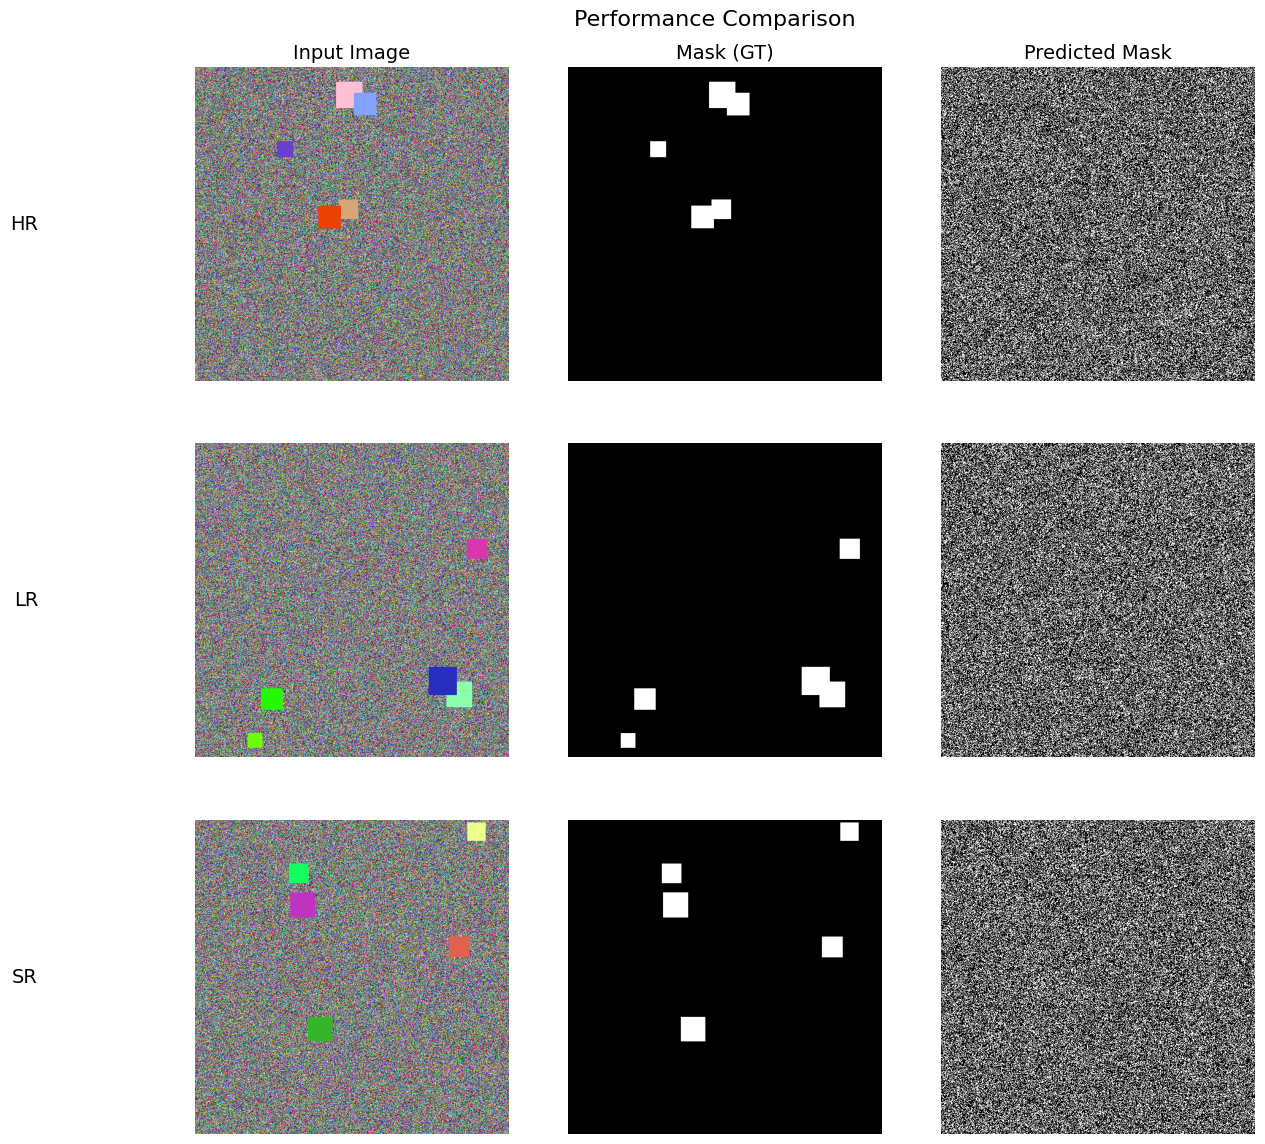 Performance Comparison
Input Image
Mask (GT)
Predicted Mask
HR
LR
SR